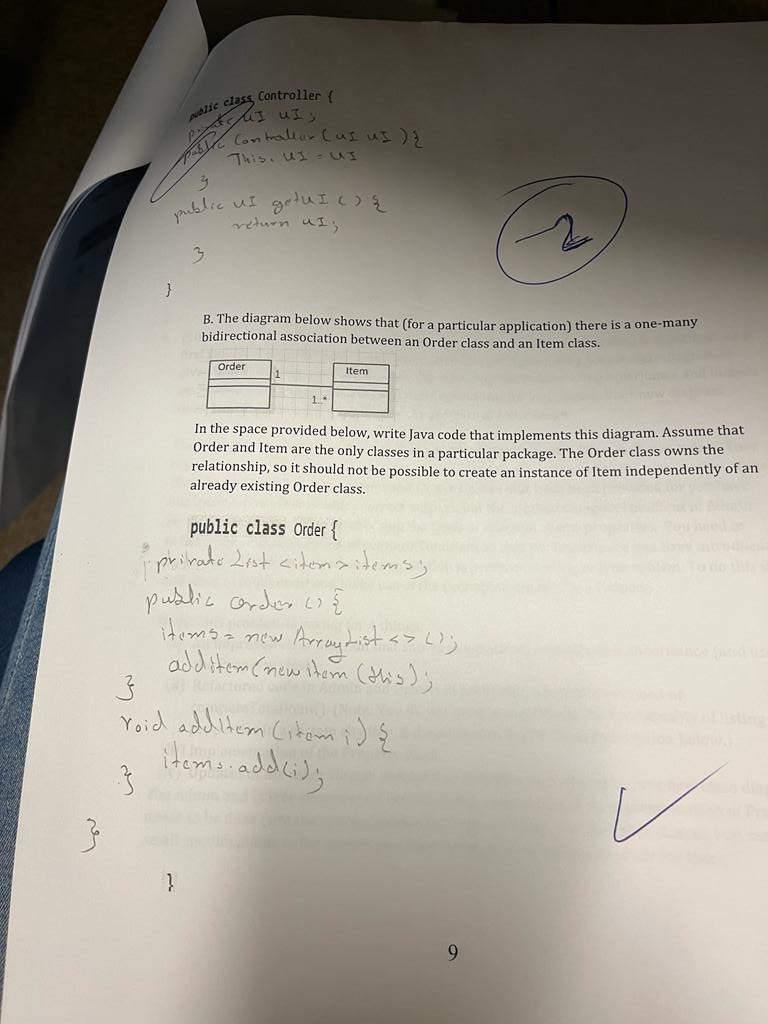 public class Controller {
private UI UI;
public Controller (UI UI) {
This. UI = UI
}
public UI getUI () {
return UI;
}
}
-2
B. The diagram below shows that (for a particular application) there is a one-many
bidirectional association between an Order class and an Item class.
Order
1
Item
1..*
In the space provided below, write Java code that implements this diagram. Assume that
Order and Item are the only classes in a particular package. The Order class owns the
relationship, so it should not be possible to create an instance of Item independently of an
already existing Order class.
public class Order {
private List <item> items;
public order () {
items = new ArrayList <> ();
additem (new item (this);
}
void addItem (item i) {
items.add(i);
}
}
}
9